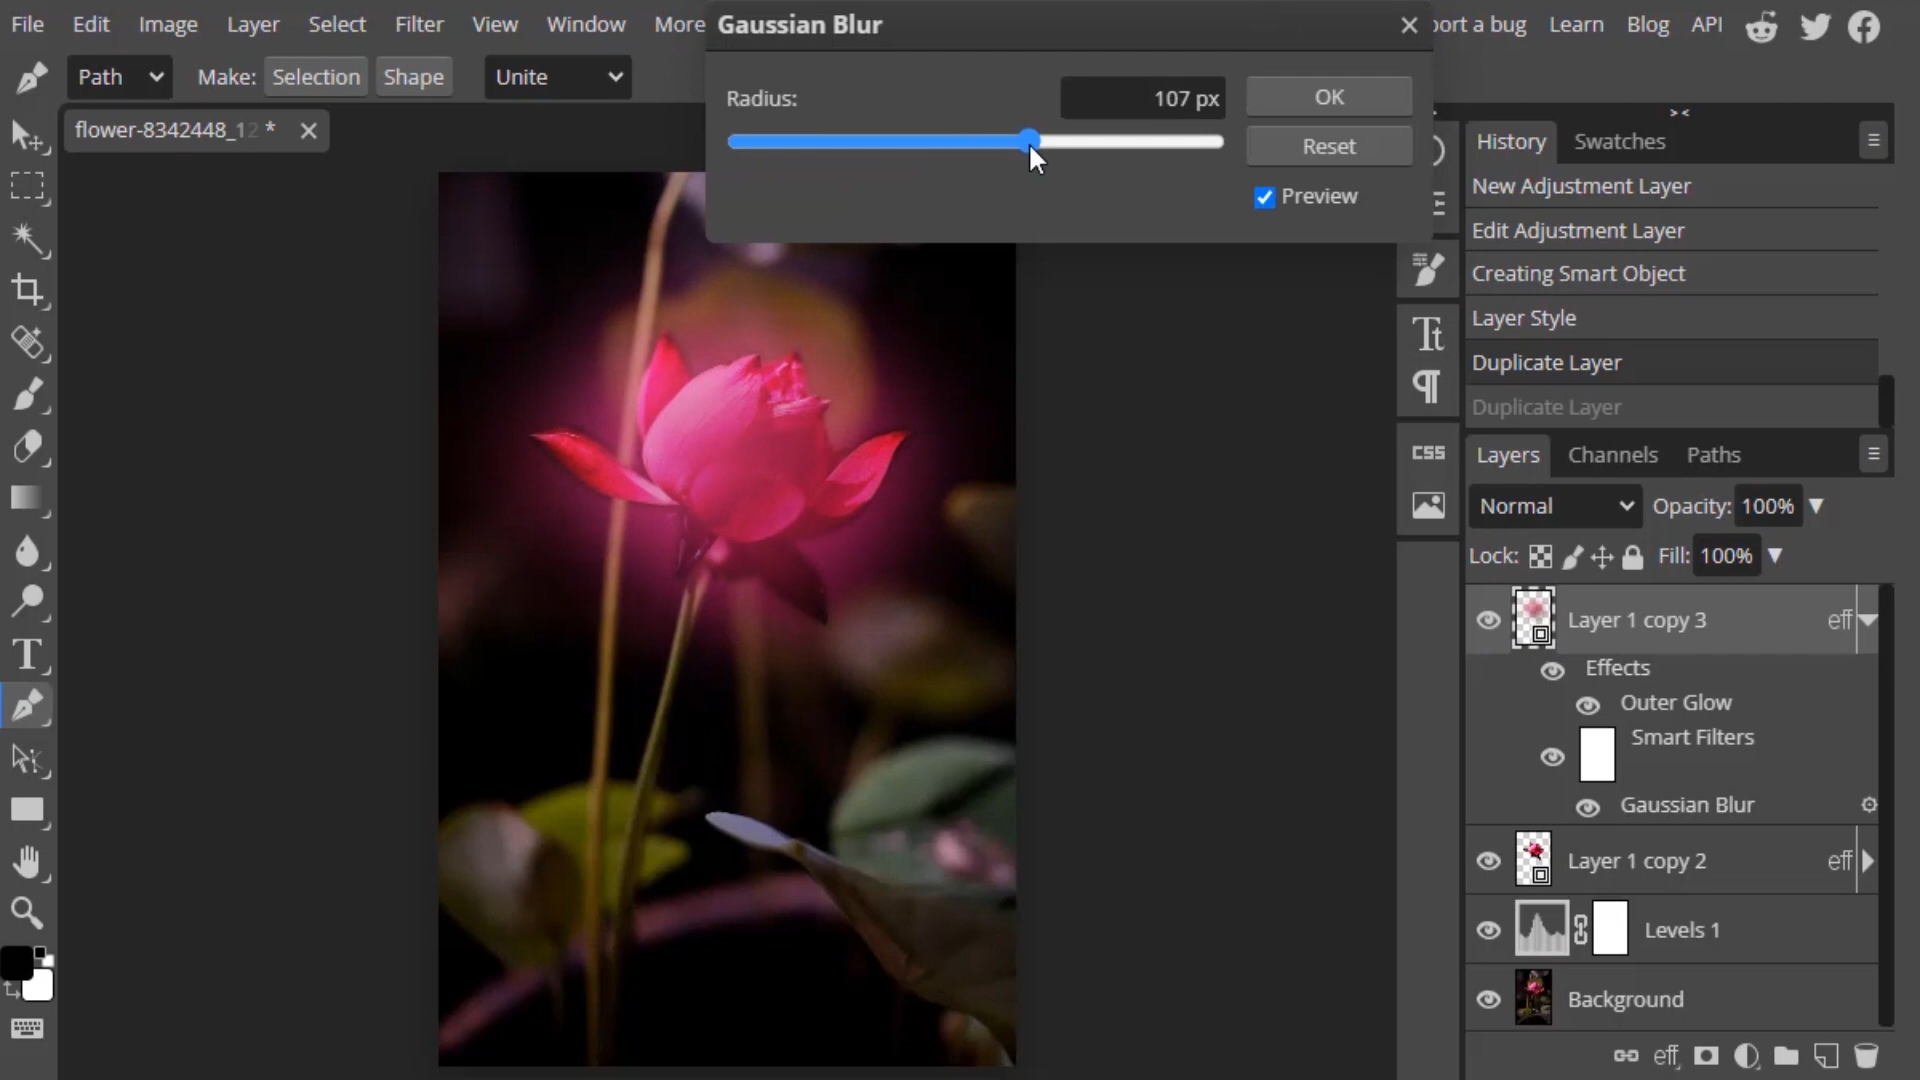 File Edit Image Layer Select Filter View Window More
Gaussian Blur
port a bug Learn Blog API
Path Make: Selection Shape Unite
Radius: 107 px
OK
Reset
Preview
flower-8342448_12 *
History Swatches
New Adjustment Layer
Edit Adjustment Layer
Creating Smart Object
Layer Style
Duplicate Layer
Duplicate Layer
CSS
Layers Channels Paths
Normal Opacity: 100%
Lock: Fill: 100%
Layer 1 copy 3 eff
Effects
Outer Glow
Smart Filters
Gaussian Blur
Layer 1 copy 2 eff
Levels 1
Background
eff